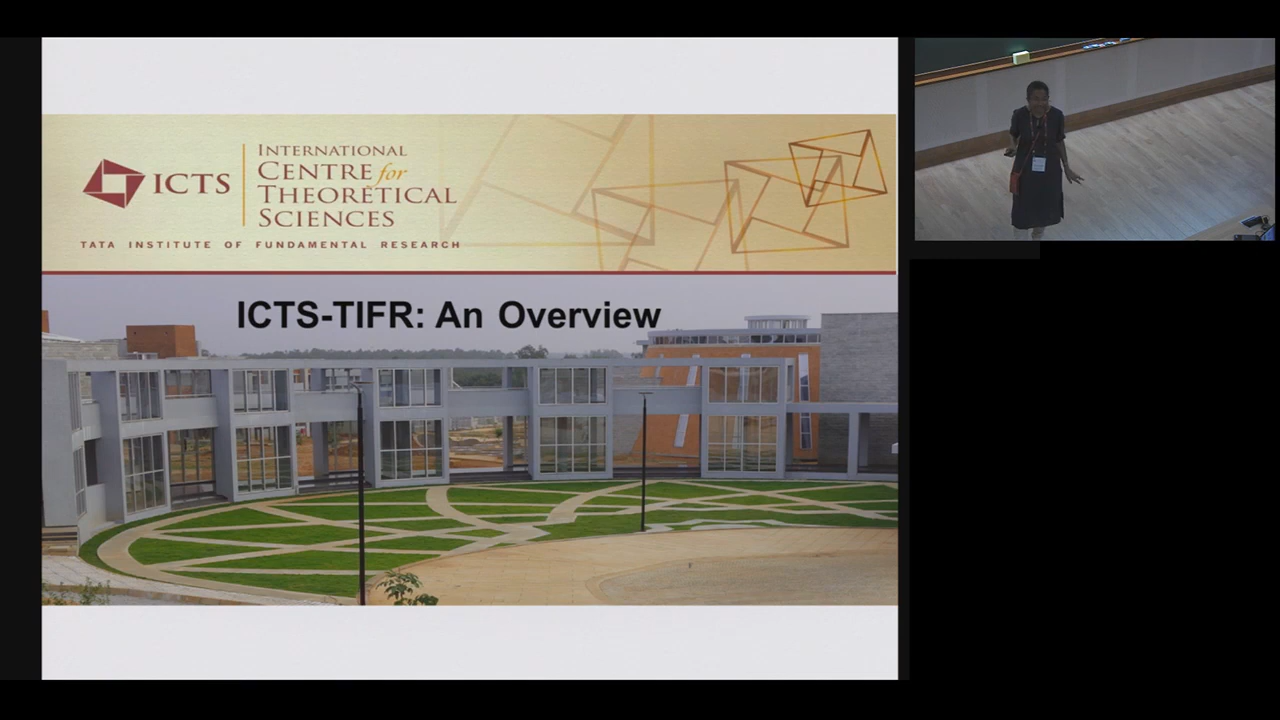 ICTS
INTERNATIONAL
CENTRE for
THEORETICAL
SCIENCES
TATA INSTITUTE OF FUNDAMENTAL RESEARCH
ICTS-TIFR: An Overview